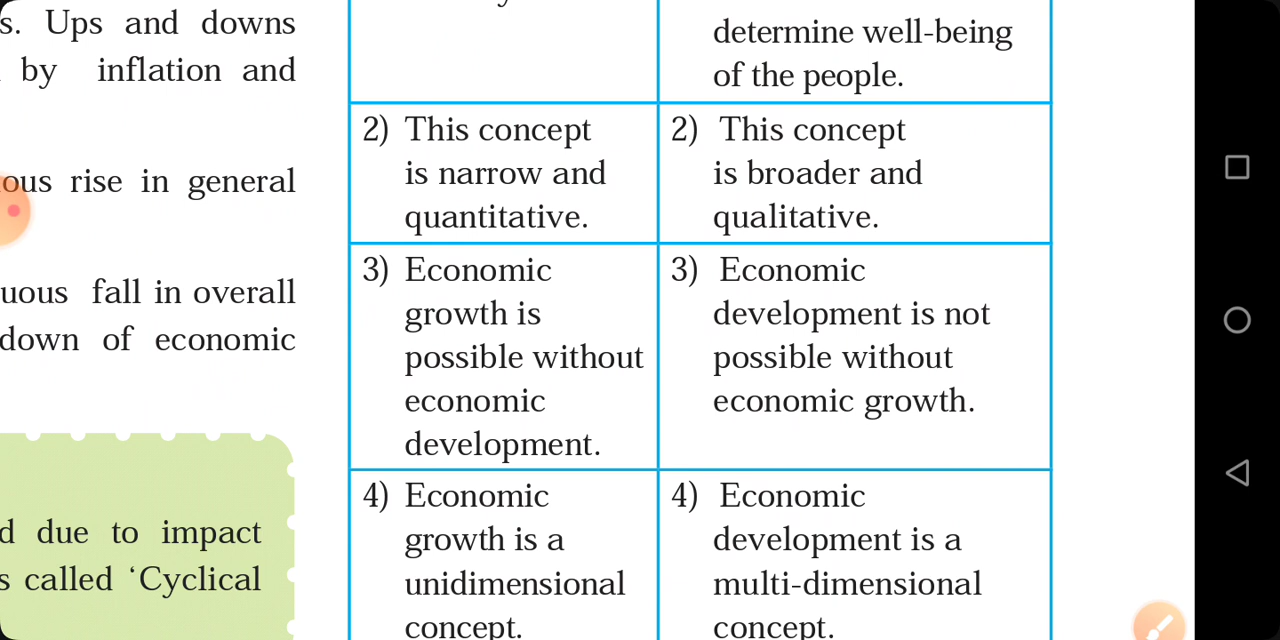 s. Ups and downs
by inflation and
ous rise in general
uous fall in overall
down of economic
d due to impact
s called ‘Cyclical
determine well-being
of the people.
2) This concept
is narrow and
quantitative.
2) This concept
is broader and
qualitative.
3) Economic
growth is
possible without
economic
development.
3) Economic
development is not
possible without
economic growth.
4) Economic
growth is a
unidimensional
concept.
4) Economic
development is a
multi-dimensional
concept.